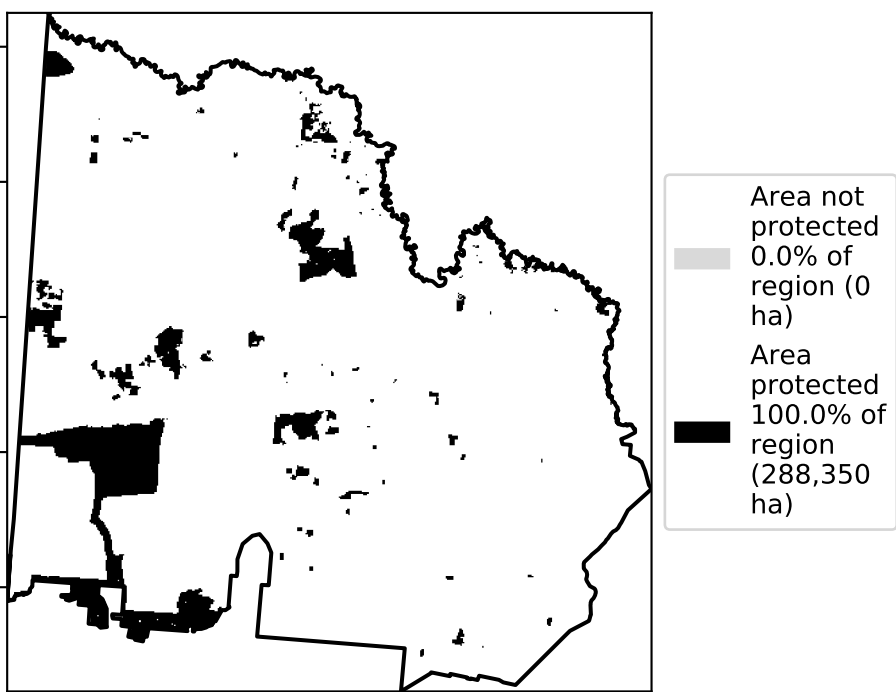 Area not
protected
0.0% of
region (0
ha)
Area
protected
100.0% of
region
(288,350
ha)